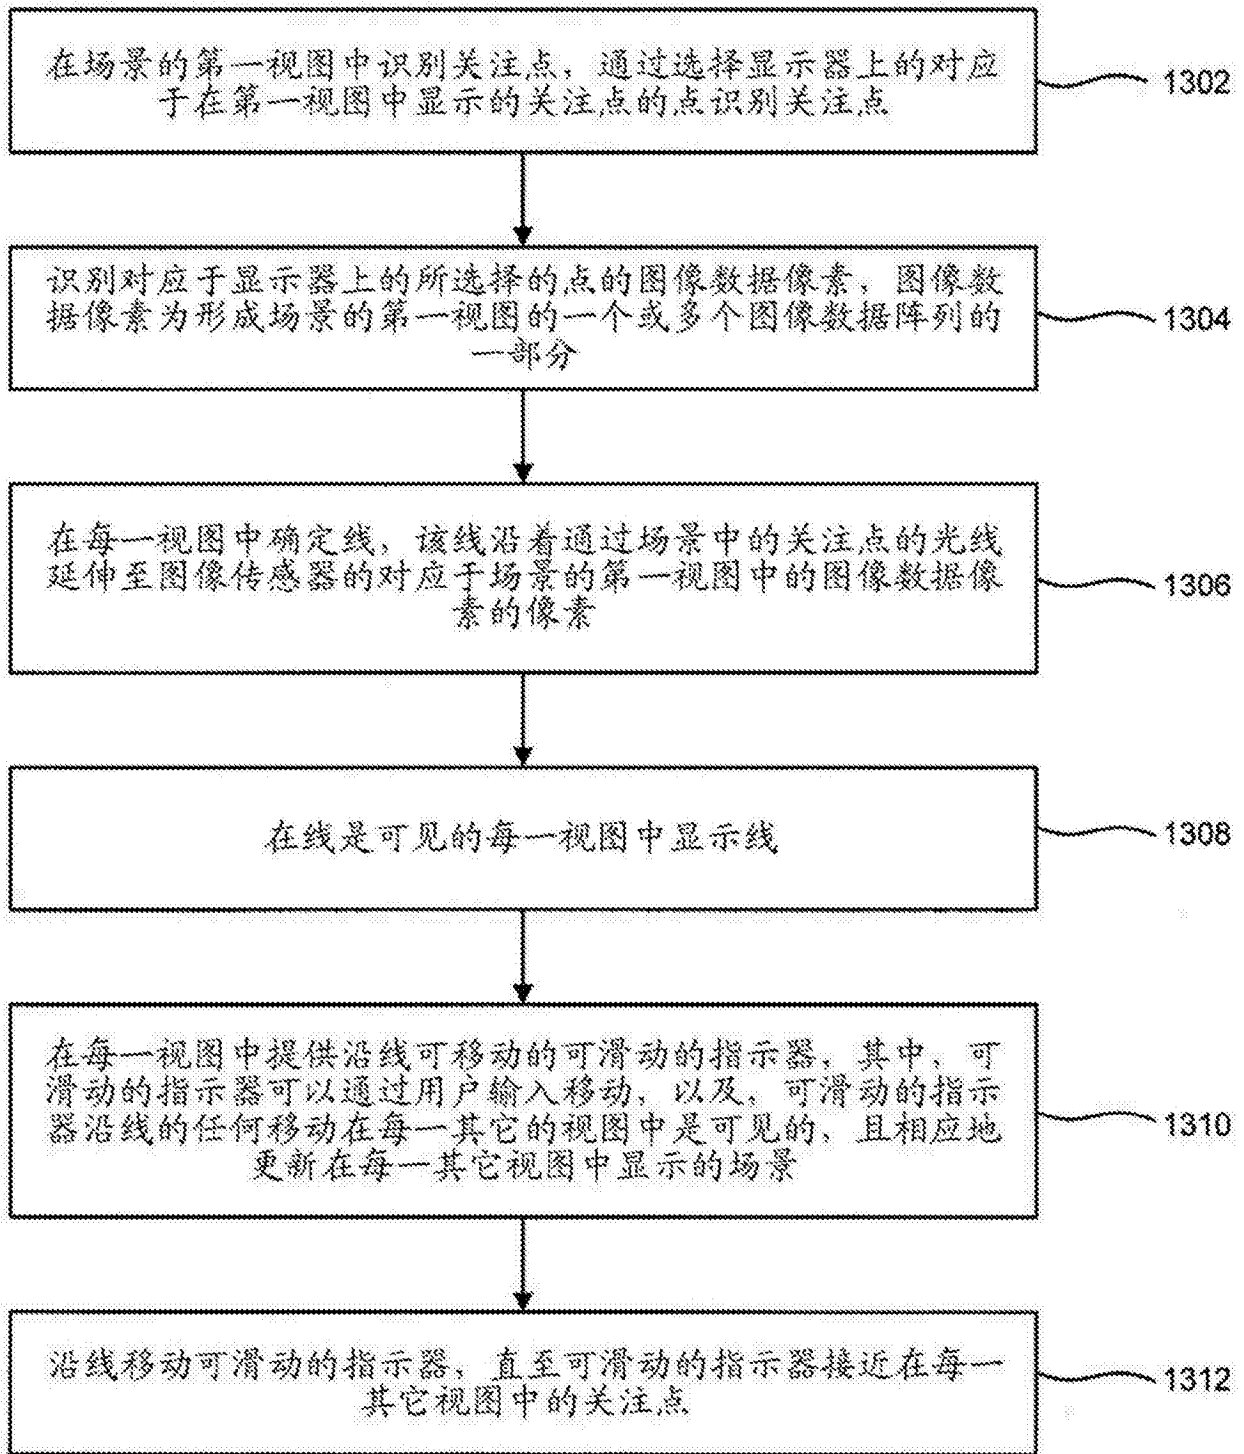 在场景的第一视图中识别关注点，通过选择显示器上的对应
于在第一视图中显示的关注点的点识别关注点
1302
识别对应于显示器上的所选择的点的图像数据像素，图像数
据像素为形成场景的第一视图的一个或多个图像数据阵列的
一部分
1304
在每一视图中确定线，该线沿着通过场景中的关注点的光线
延伸至图像传感器的对应于场景的第一视图中的图像数据像
素的像素
1306
在线是可见的每一视图中显示线
1308
在每一视图中提供沿线可移动的可滑动的指示器，其中，可
滑动的指示器可以通过用户输入移动，以及，可滑动的指示
器沿线的任何移动在每一其它的视图中是可见的，且相应地
更新在每一其它视图中显示的场景
1310
沿线移动可滑动的指示器，直至可滑动的指示器接近在每一
其它视图中的关注点
1312